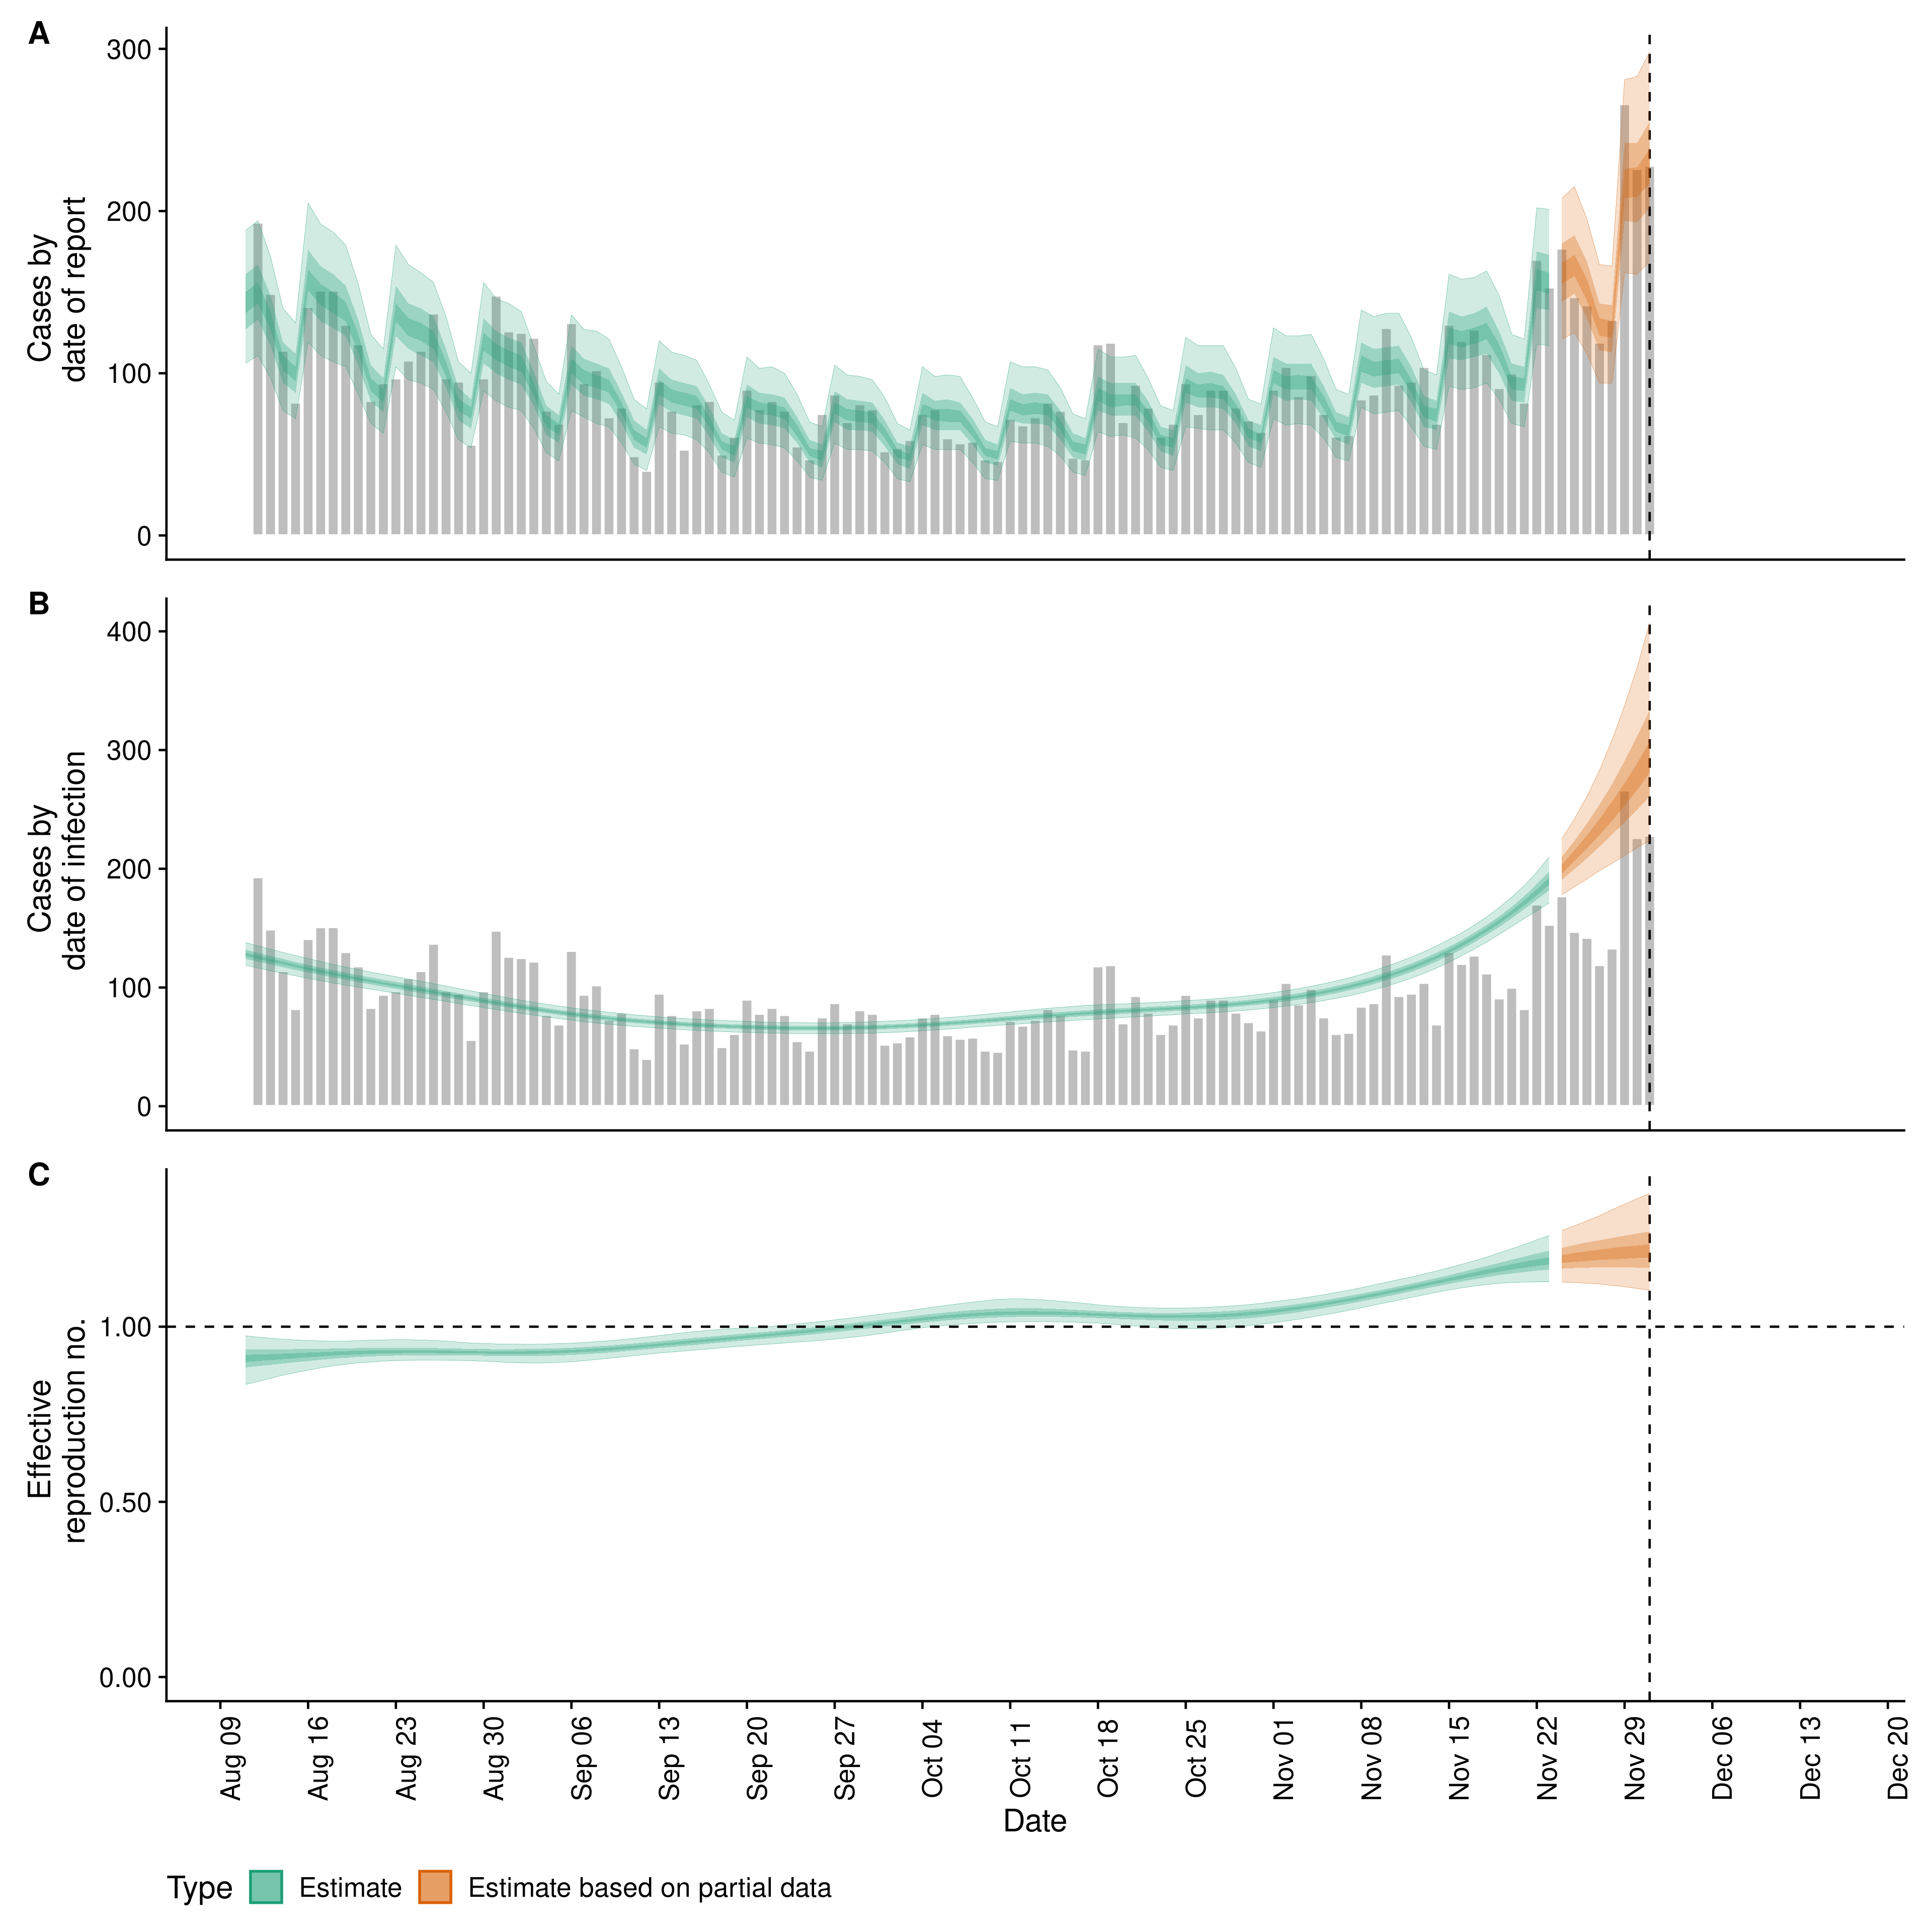 A
300
200
100
0
Cases by
date of report
B
400
300
200
100
0
Cases by
date of infection
C
1.00
0.50
0.00
Effective
reproduction no.
Aug 09
Aug 16
Aug 23
Aug 30
Sep 06
Sep 13
Sep 20
Sep 27
Oct 04
Oct 11
Oct 18
Oct 25
Nov 01
Nov 08
Nov 15
Nov 22
Nov 29
Dec 06
Dec 13
Dec 20
Date
Type Estimate Estimate based on partial data